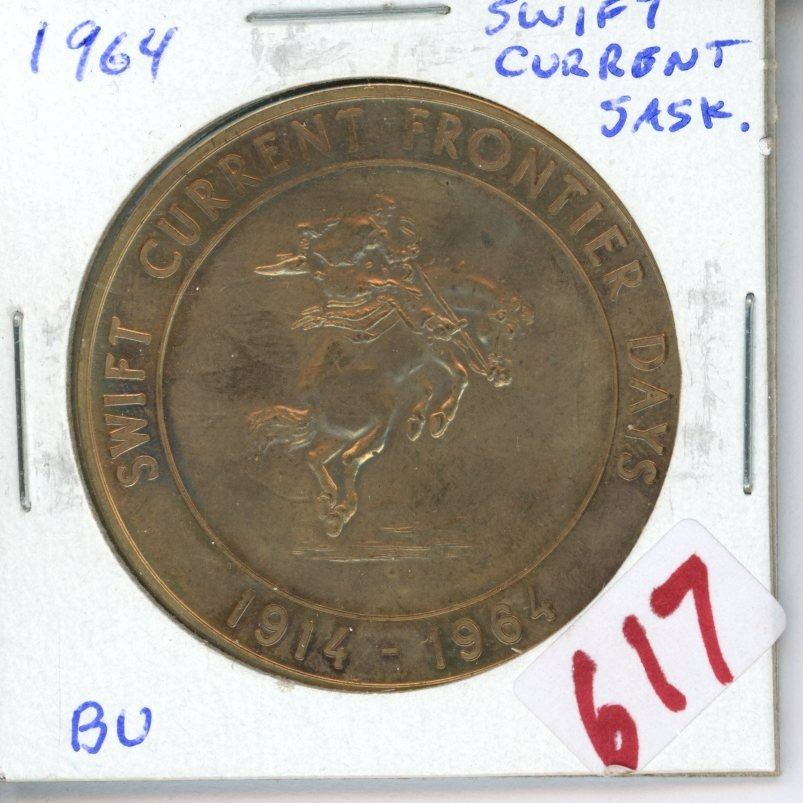 1964
SWIFT
CURRENT
SASK.
SWIFT CURRENT FRONTIER DAYS
1914 - 1964
BU
617